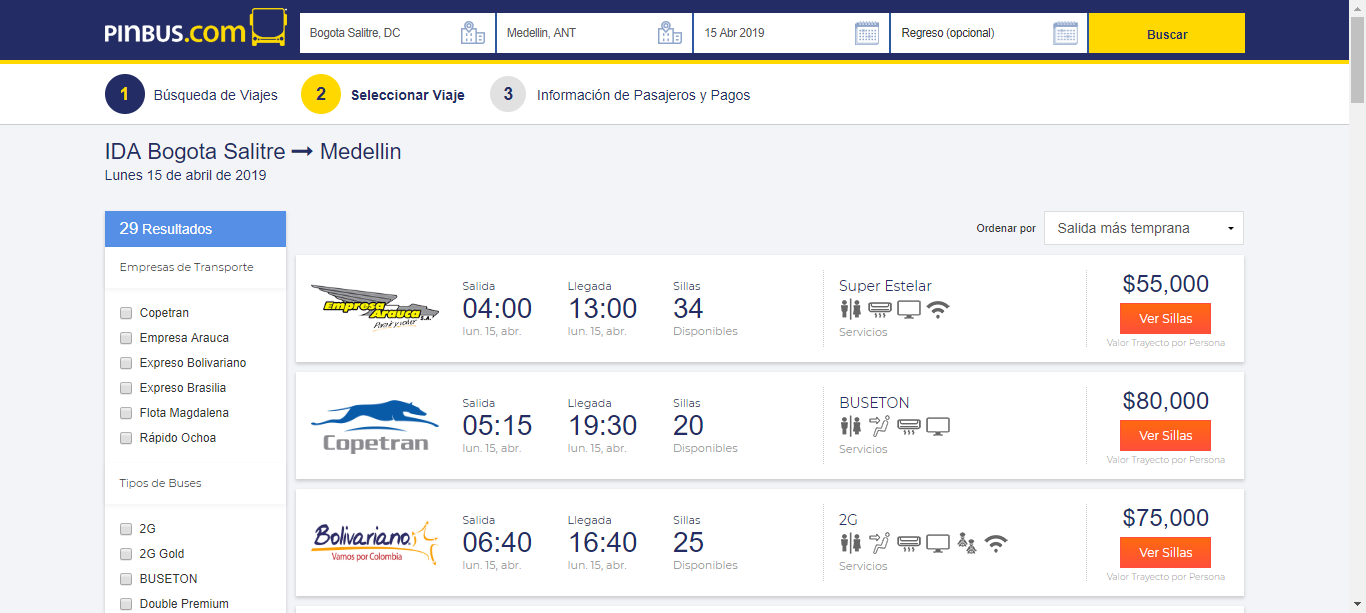 PINBUS.com
Bogota Salitre, DC
Medellin, ANT
15 Abr 2019
Regreso (opcional)
Buscar
1 Búsqueda de Viajes
2 Seleccionar Viaje
3 Información de Pasajeros y Pagos
IDA Bogota Salitre → Medellin
Lunes 15 de abril de 2019
29 Resultados
Empresas de Transporte
Copetran
Empresa Arauca
Expreso Bolivariano
Expreso Brasilia
Flota Magdalena
Rápido Ochoa
Tipos de Buses
2G
2G Gold
BUSETON
Double Premium
Ordenar por Salida más temprana
Empresa
Arauca S.A.
Salida
04:00
lun. 15, abr.
Llegada
13:00
lun. 15, abr.
Sillas
34
Disponibles
Super Estelar
Servicios
$55,000
Ver Sillas
Valor Trayecto por Persona
Copetran
Salida
05:15
lun. 15, abr.
Llegada
19:30
lun. 15, abr.
Sillas
20
Disponibles
BUSETON
Servicios
$80,000
Ver Sillas
Valor Trayecto por Persona
Bolivariano
Vamos por Colombia
Salida
06:40
lun. 15, abr.
Llegada
16:40
lun. 15, abr.
Sillas
25
Disponibles
2G
Servicios
$75,000
Ver Sillas
Valor Trayecto por Persona